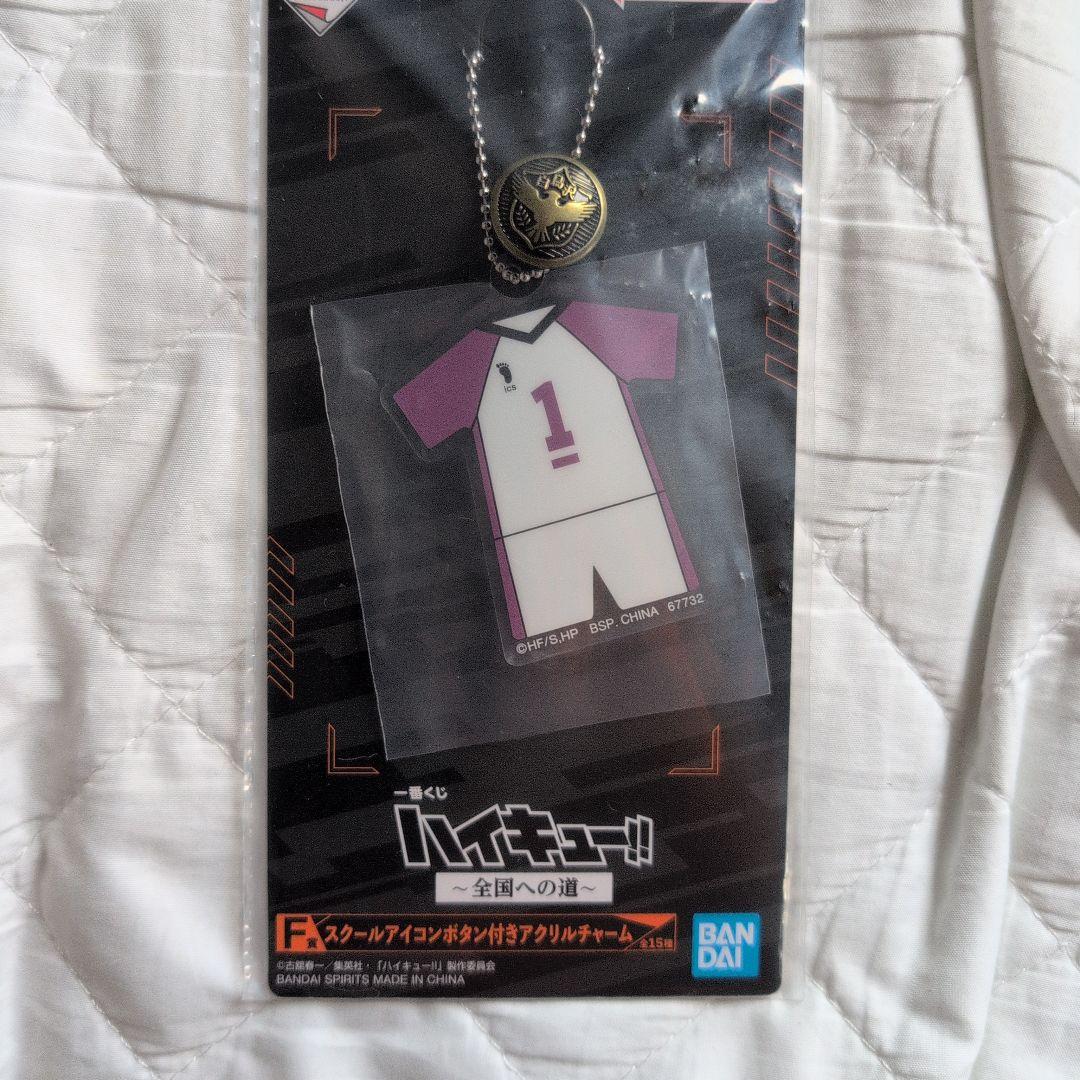 ics
1
©HF/S,HP BSP. CHINA 67732
一番くじ
ハイキュー!!
～全国への道～
F賞 スクールアイコンボタン付きアクリルチャーム 全15種
©古舘春一／集英社・「ハイキュー!!」製作委員会
BANDAI SPIRITS MADE IN CHINA
BAN
DAI